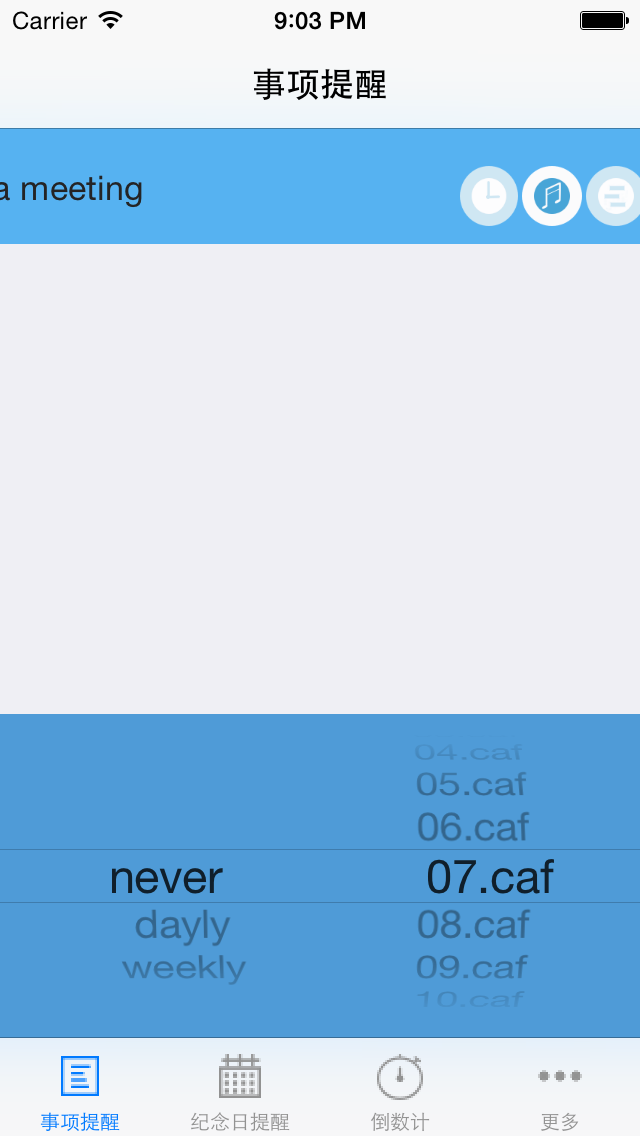 Carrier 9:03 PM
事项提醒
a meeting
04.caf
05.caf
06.caf
never 07.caf
dayly 08.caf
weekly 09.caf
10.caf
事项提醒 纪念日提醒 倒数计 更多